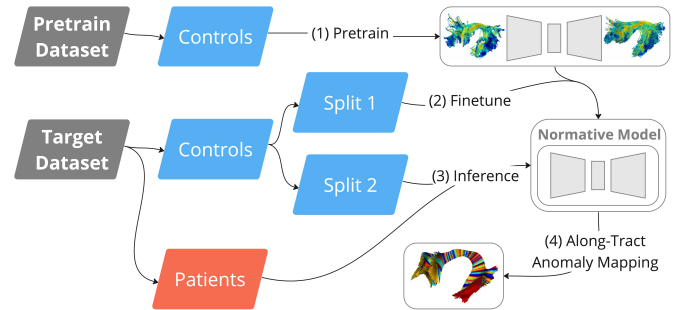 Pretrain
Dataset
Controls
(1) Pretrain
Split 1
(2) Finetune
Target
Dataset
Controls
Normative Model
Split 2
(3) Inference
(4) Along-Tract
Anomaly Mapping
Patients